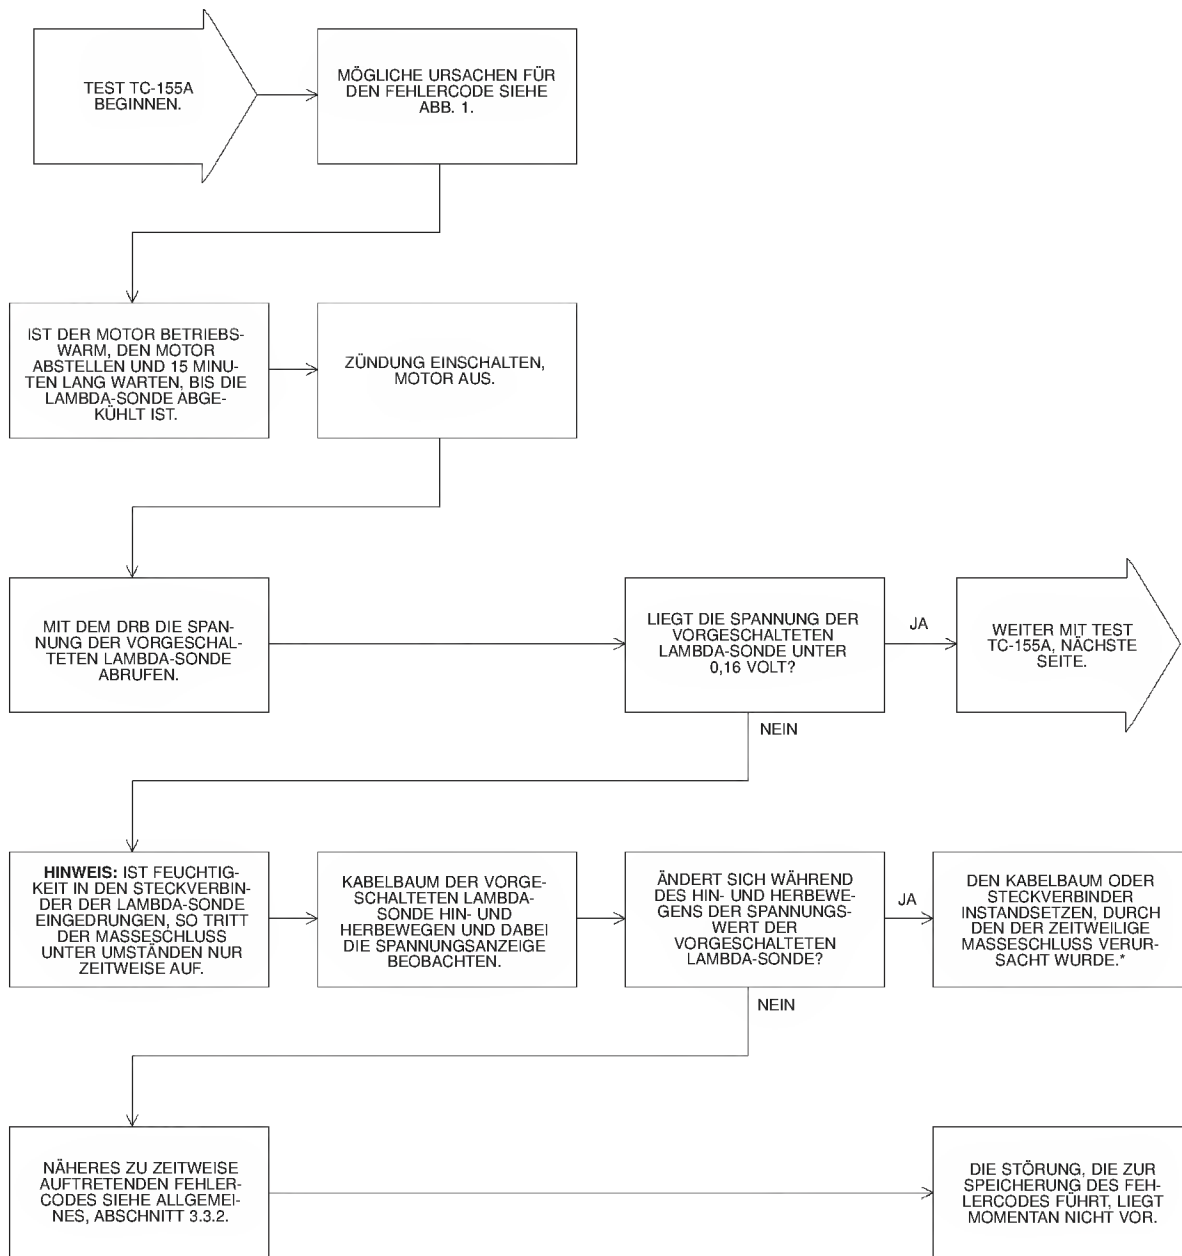 TEST TC-155A
BEGINNEN.
MÖGLICHE URSACHEN FÜR
DEN FEHLERCODE SIEHE
ABB. 1.
IST DER MOTOR BETRIEBS-
WARM, DEN MOTOR
ABSTELLEN UND 15 MINU-
TEN LANG WARTEN, BIS DIE
LAMBDA-SONDE ABGE-
KÜHLT IST.
ZÜNDUNG EINSCHALTEN,
MOTOR AUS.
MIT DEM DRB DIE SPAN-
NUNG DER VORGESCHAL-
TETEN LAMBDA-SONDE
ABRUFEN.
LIEGT DIE SPANNUNG DER
VORGESCHALTETEN
LAMBDA-SONDE UNTER
0,16 VOLT?
JA
WEITER MIT TEST
TC-155A, NÄCHSTE
SEITE.
NEIN
HINWEIS: IST FEUCHTIG-
KEIT IN DEN STECKVERBIN-
DER DER LAMBDA-SONDE
EINGEDRUNGEN, SO TRITT
DER MASSESCHLUSS
UNTER UMSTÄNDEN NUR
ZEITWEISE AUF.
KABELBAUM DER VORGE-
SCHALTETEN LAMBDA-
SONDE HIN- UND
HERBEWEGEN UND DABEI
DIE SPANNUNGSANZEIGE
BEOBACHTEN.
ÄNDERT SICH WÄHREND
DES HIN- UND HERBEWE-
GENS DER SPANNUNGS-
WERT DER
VORGESCHALTETEN
LAMBDA-SONDE?
JA
DEN KABELBAUM ODER
STECKVERBINDER
INSTANDSETZEN, DURCH
DEN DER ZEITWEILIGE
MASSESCHLUSS VERUR-
SACHT WURDE.*
NEIN
NÄHERES ZU ZEITWEISE
AUFTRETENDEN FEHLER-
CODES SIEHE ALLGEMEI-
NES, ABSCHNITT 3.3.2.
DIE STÖRUNG, DIE ZUR
SPEICHERUNG DES FEH-
LERCODES FÜHRT, LIEGT
MOMENTAN NICHT VOR.